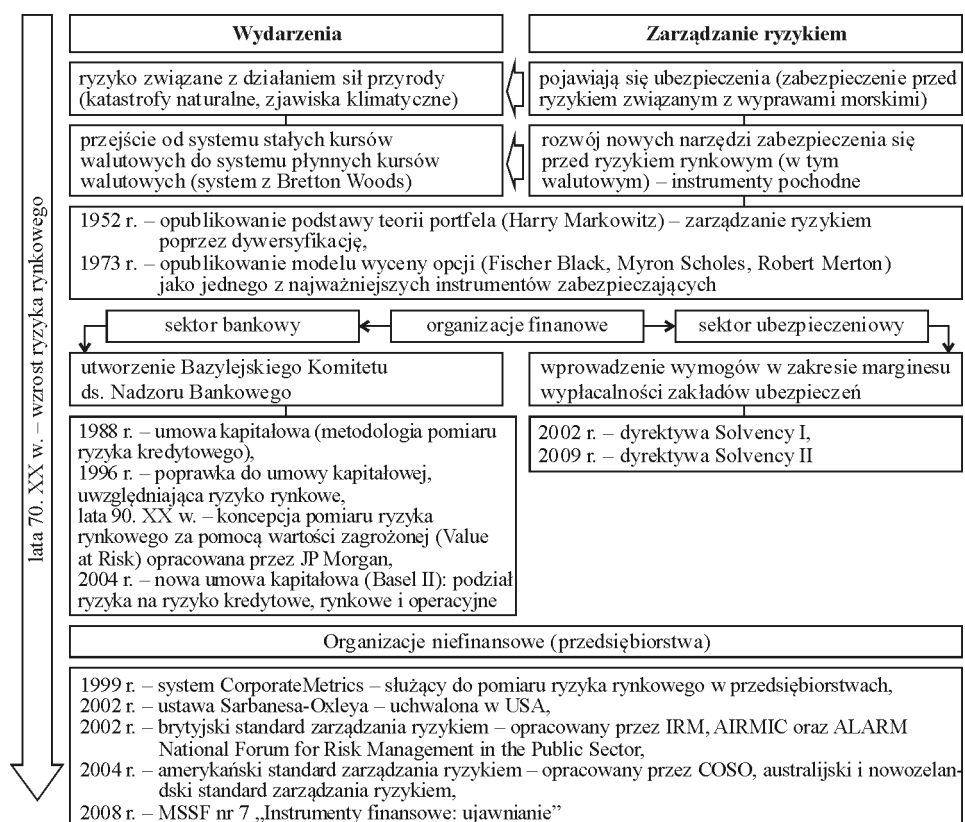 Wydarzenia
Zarządzanie ryzykiem
ryzyko związane z działaniem sił przyrody
(katastrofy naturalne, zjawiska klimatyczne)
pojawiają się ubezpieczenia (zabezpieczenie przed
ryzykiem związanym z wyprawami morskimi)
przejście od systemu stałych kursów
walutowych do systemu płynnych kursów
walutowych (system z Bretton Woods)
rozwój nowych narzędzi zabezpieczenia się
przed ryzykiem rynkowym (w tym
walutowym) – instrumenty pochodne
lata 70. XX w. – wzrost ryzyka rynkowego
1952 r. – opublikowanie podstawy teorii portfela (Harry Markowitz) – zarządzanie ryzykiem
poprzez dywersyfikację,
1973 r. – opublikowanie modelu wyceny opcji (Fischer Black, Myron Scholes, Robert Merton)
jako jednego z najważniejszych instrumentów zabezpieczających
sektor bankowy
organizacje finanowe
sektor ubezpieczeniowy
utworzenie Bazylejskiego Komitetu
ds. Nadzoru Bankowego
wprowadzenie wymogów w zakresie marginesu
wypłacalności zakładów ubezpieczeń
1988 r. – umowa kapitałowa (metodologia pomiaru
ryzyka kredytowego),
1996 r. – poprawka do umowy kapitałowej,
uwzględniająca ryzyko rynkowe,
lata 90. XX w. – koncepcja pomiaru ryzyka
rynkowego za pomocą wartości zagrożonej (Value
at Risk) opracowana przez JP Morgan,
2004 r. – nowa umowa kapitałowa (Basel II): podział
ryzyka na ryzyko kredytowe, rynkowe i operacyjne
2002 r. – dyrektywa Solvency I,
2009 r. – dyrektywa Solvency II
Organizacje niefinansowe (przedsiębiorstwa)
1999 r. – system CorporateMetrics – służący do pomiaru ryzyka rynkowego w przedsiębiorstwach,
2002 r. – ustawa Sarbanesa-Oxleya – uchwalona w USA,
2002 r. – brytyjski standard zarządzania ryzykiem – opracowany przez IRM, AIRMIC oraz ALARM
National Forum for Risk Management in the Public Sector,
2004 r. – amerykański standard zarządzania ryzykiem – opracowany przez COSO, australijski i nowozelan-
dski standard zarządzania ryzykiem,
2008 r. – MSSF nr 7 „Instrumenty finansowe: ujawnianie”